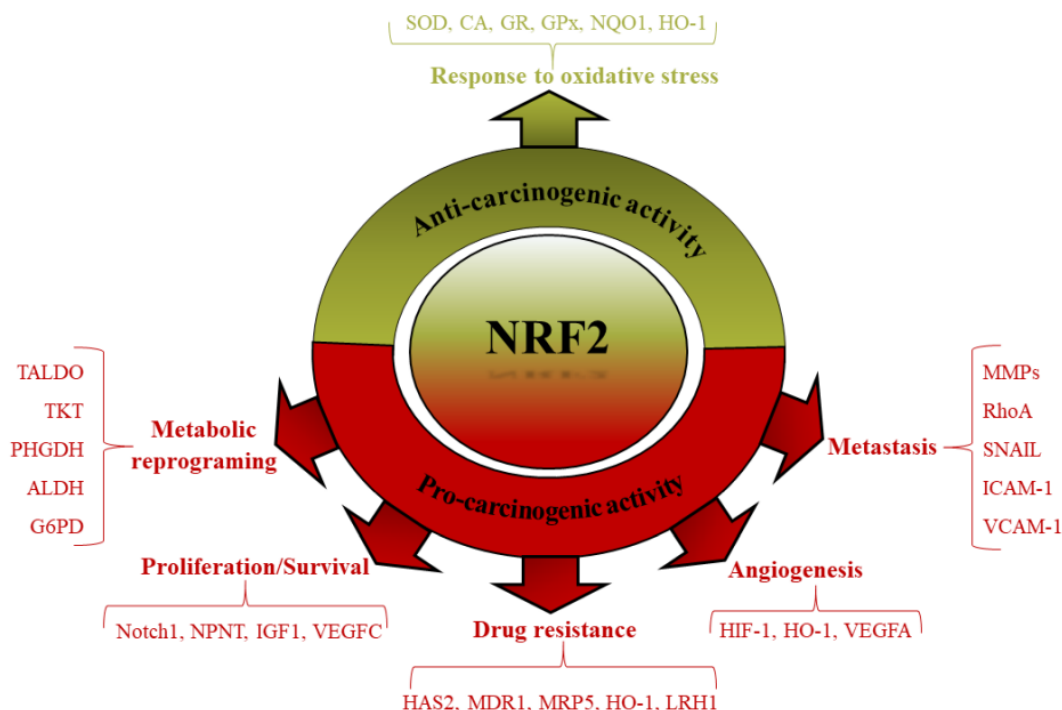 SOD, CA, GR, GPx, NQO1, HO-1
Response to oxidative stress
Anti-carcinogenic activity
NRF2
Pro-carcinogenic activity
TALDO
TKT
PHGDH
ALDH
G6PD
Metabolic
reprograming
MMPs
RhoA
SNAIL
ICAM-1
VCAM-1
Metastasis
Proliferation/Survival
Notch1, NPNT, IGF1, VEGFC
Drug resistance
HAS2, MDR1, MRP5, HO-1, LRH1
Angiogenesis
HIF-1, HO-1, VEGFA